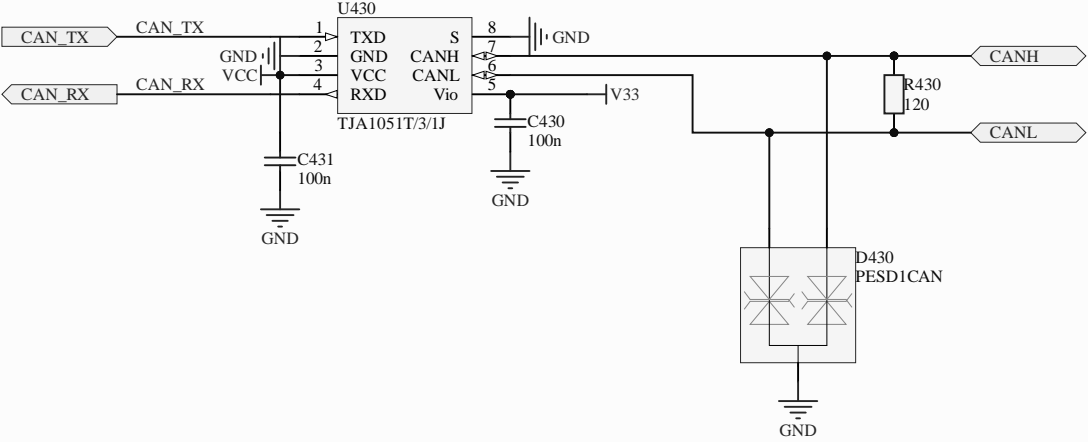 U430
CAN_TX
CAN_TX
1
TXD
S
8
GND
GND
2
GND
CANH
7
CANH
VCC
3
VCC
CANL
6
CAN_RX
CAN_RX
4
RXD
Vio
5
V33
R430
120
TJA1051T/3/1J
C430
100n
CANL
C431
100n
GND
GND
D430
PESD1CAN
GND